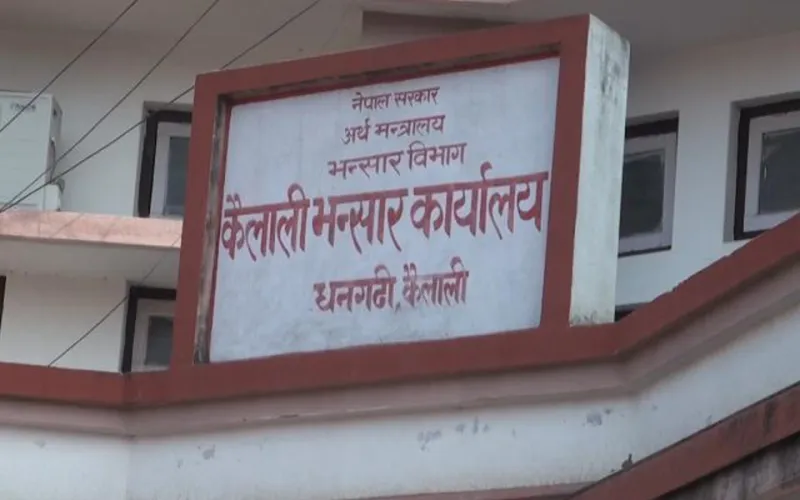 नेपाल सरकार
अर्थ मन्त्रालय
भन्सार विभाग
कैलाली भन्सार कार्यालय
धनगढी, कैलाली